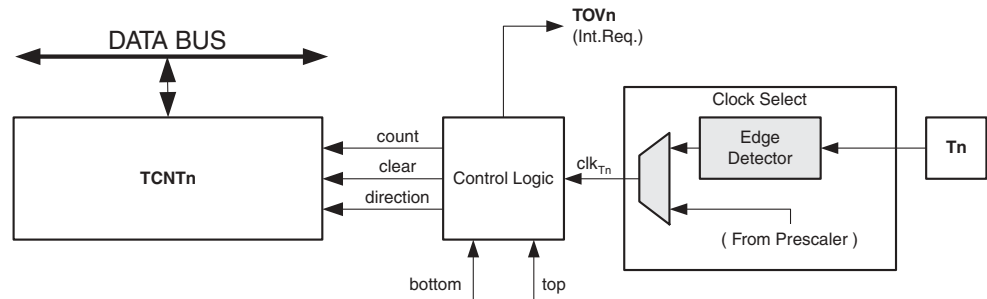 TOVn
(Int.Req.)
DATA BUS
Clock Select
count
Edge
Detector
Tn
TCNTn
clear
Control Logic
clkTn
direction
( From Prescaler )
bottom
top